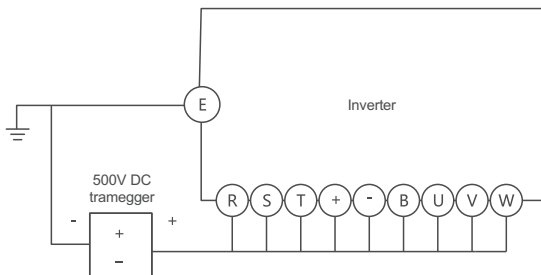 E
Inverter
500V DC
tramegger
R S T + - B U V W
- +
+
-